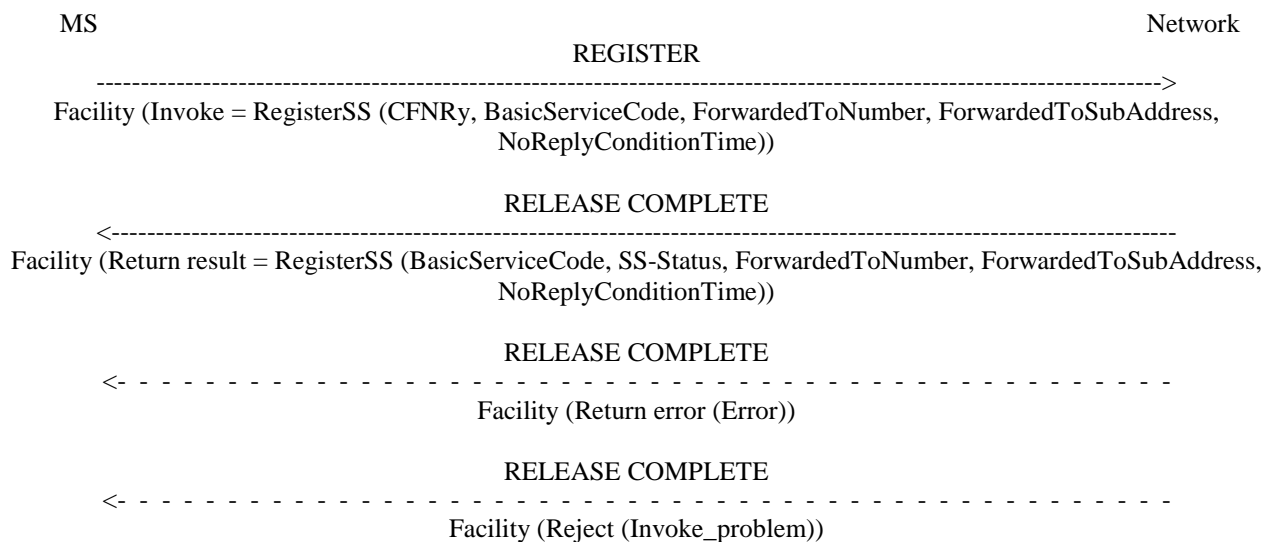 MS Network
REGISTER
------------------------------------------------------------------------------------------------------------------------>
Facility (Invoke = RegisterSS (CFNRy, BasicServiceCode, ForwardedToNumber, ForwardedToSubAddress,
NoReplyConditionTime))
RELEASE COMPLETE
<------------------------------------------------------------------------------------------------------------------------
Facility (Return result = RegisterSS (BasicServiceCode, SS-Status, ForwardedToNumber, ForwardedToSubAddress,
NoReplyConditionTime))
RELEASE COMPLETE
<- - - - - - - - - - - - - - - - - - - - - - - - - - - - - - - - - - - - - - - - - - - - - - - -
Facility (Return error (Error))
RELEASE COMPLETE
<- - - - - - - - - - - - - - - - - - - - - - - - - - - - - - - - - - - - - - - - - - - - - - - -
Facility (Reject (Invoke_problem))